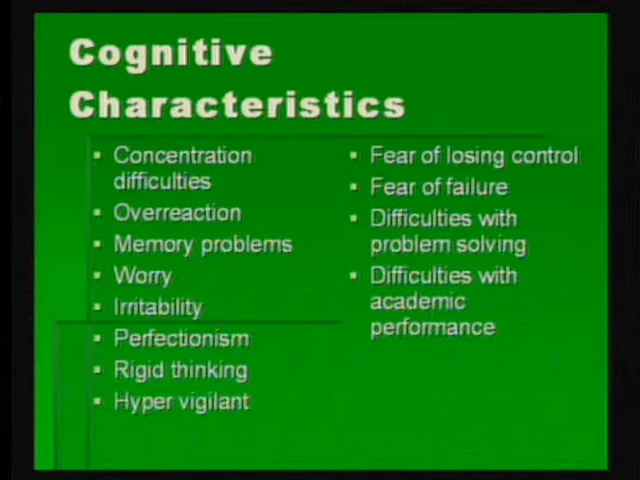 Cognitive
Characteristics
Concentration
difficulties
Overreaction
Memory problems
Worry
Irritability
Perfectionism
Rigid thinking
Hyper vigilant
Fear of losing control
Fear of failure
Difficulties with
problem solving
Difficulties with
academic
performance